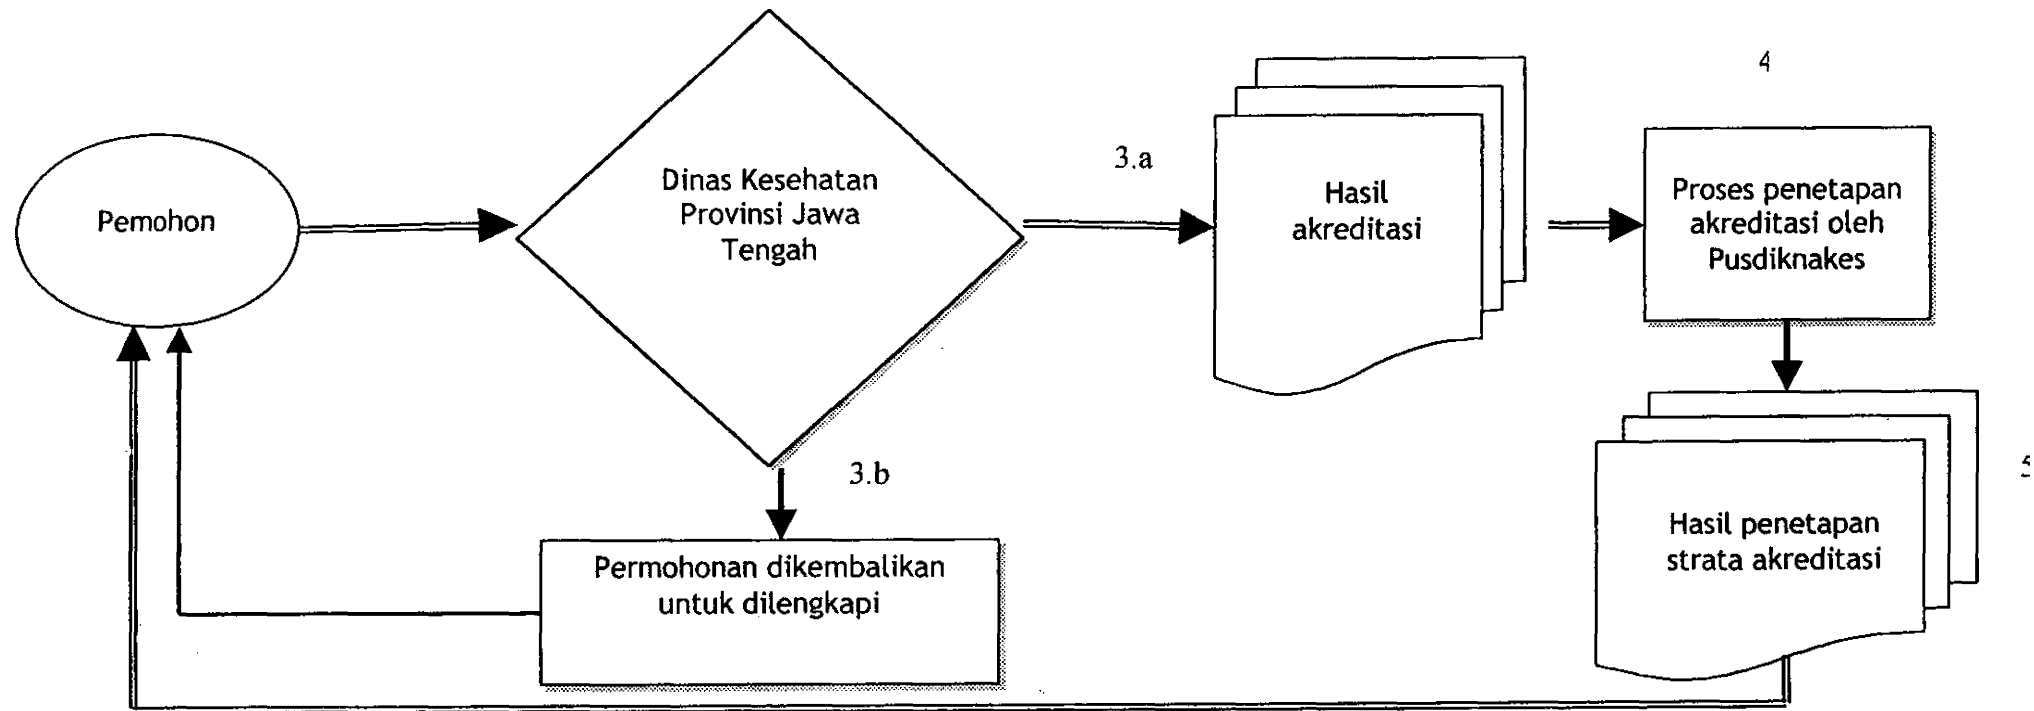 4
3.a
Pemohon
Dinas Kesehatan
Provinsi Jawa
Tengah
Hasil
akreditasi
Proses penetapan
akreditasi oleh
Pusdiknakes
3.b
5
Hasil penetapan
strata akreditasi
Permohonan dikembalikan
untuk dilengkapi